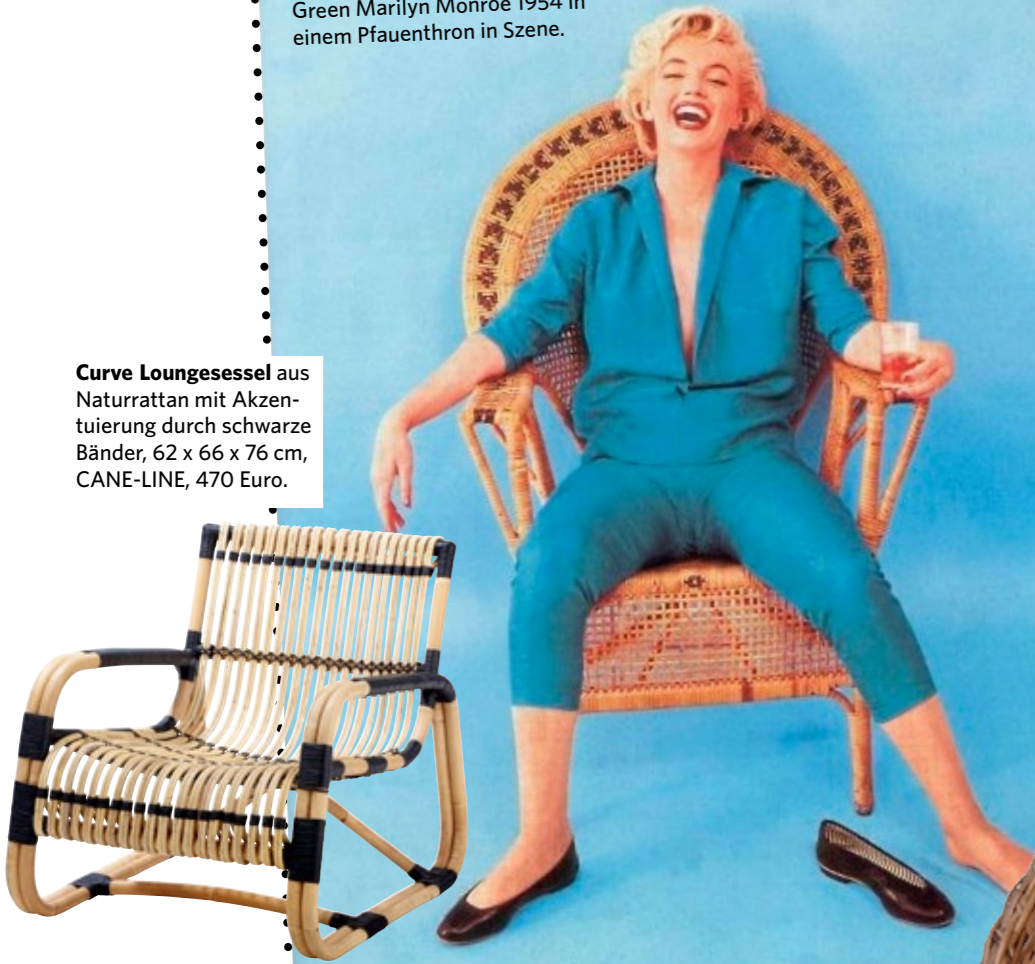 Green Marilyn Monroe 1954 in
einem Pfauenthron in Szene.
Curve Loungesessel aus
Naturrattan mit Akzen-
tuierung durch schwarze
Bänder, 62 x 66 x 76 cm,
CANE-LINE, 470 Euro.